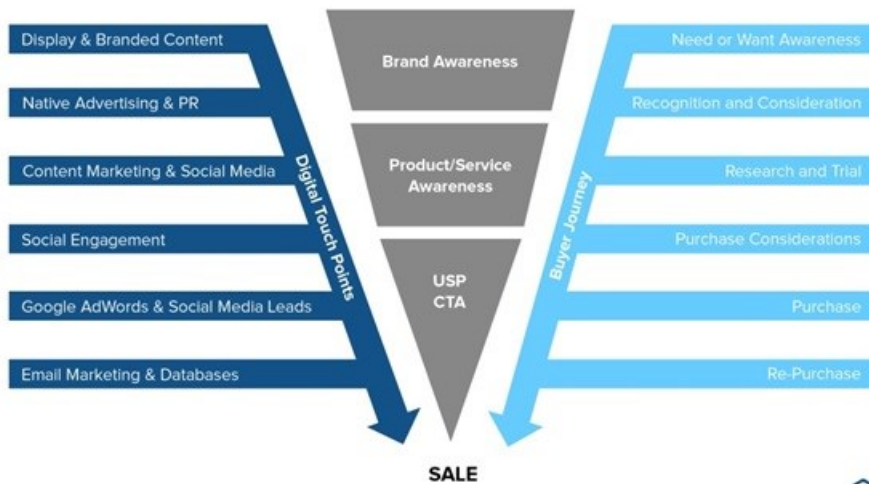 Display & Branded Content
Native Advertising & PR
Content Marketing & Social Media
Social Engagement
Google AdWords & Social Media Leads
Email Marketing & Databases
Digital Touch Points
Brand Awareness
Product/Service
Awareness
USP
CTA
SALE
Buyer Journey
Need or Want Awareness
Recognition and Consideration
Research and Trial
Purchase Considerations
Purchase
Re-Purchase